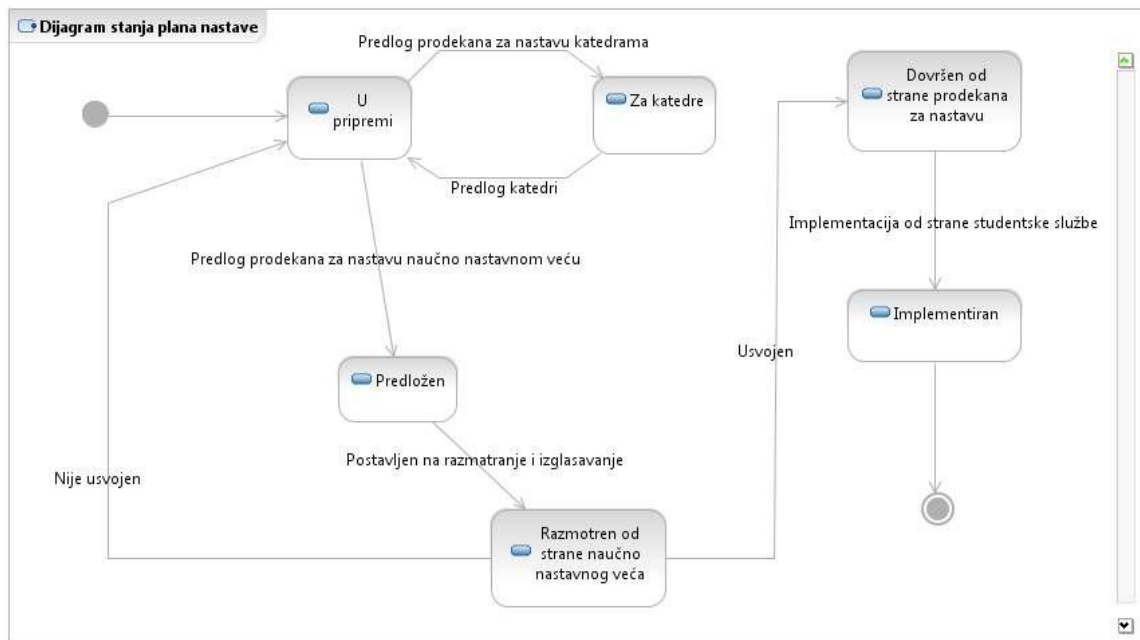 Dijagram stanja plana nastave
Predlog prodekana za nastavu katedrama
U
pripremi
Za katedre
Predlog katedri
Predlog prodekana za nastavu naučno nastavnom veću
Predložen
Postavljen na razmatranje i izglasavanje
Nije usvojen
Razmotren od
strane naučno
nastavnog veća
Usvojen
Dovršen od
strane prodekana
za nastavu
Implementacija od strane studentske službe
Implementiran